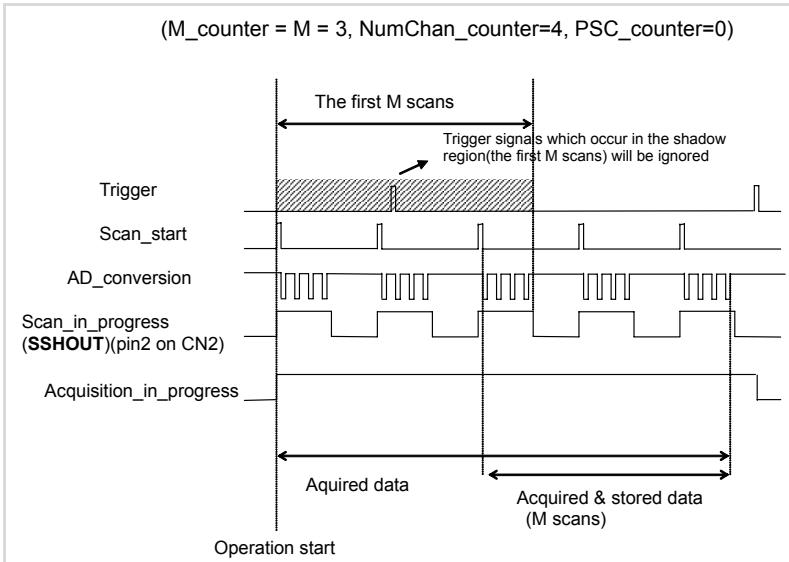 (M_counter = M = 3, NumChan_counter=4, PSC_counter=0)
The first M scans
Trigger signals which occur in the shadow
region(the first M scans) will be ignored
Trigger
Scan_start
AD_conversion
Scan_in_progress
(SSHOUT)(pin2 on CN2)
Acquisition_in_progress
Aquired data
Acquired & stored data
(M scans)
Operation start